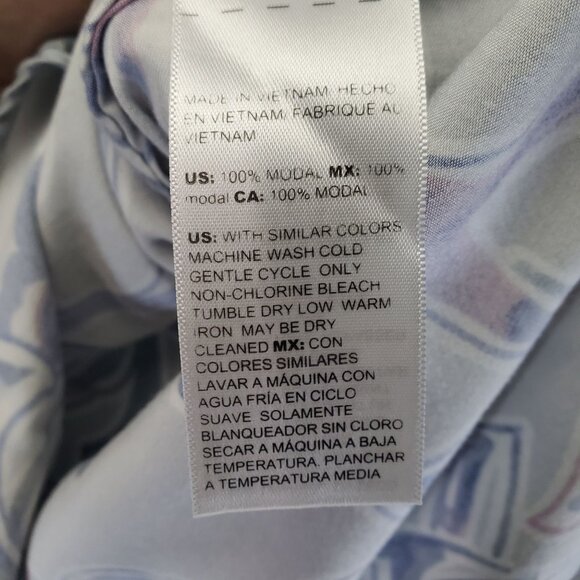 MADE IN VIETNAM/ HECHO
EN VIETNAM/ FABRIQUE AU
VIETNAM
US: 100% MODAL MX: 100%
modal CA: 100% MODAL
US: WITH SIMILAR COLORS
MACHINE WASH COLD
GENTLE CYCLE ONLY
NON-CHLORINE BLEACH
TUMBLE DRY LOW WARM
IRON MAY BE DRY
CLEANED MX: CON
COLORES SIMILARES
LAVAR A MÁQUINA CON
AGUA FRÍA EN CICLO
SUAVE SOLAMENTE
BLANQUEADOR SIN CLORO
SECAR A MÁQUINA A BAJA
TEMPERATURA. PLANCHAR
A TEMPERATURA MEDIA